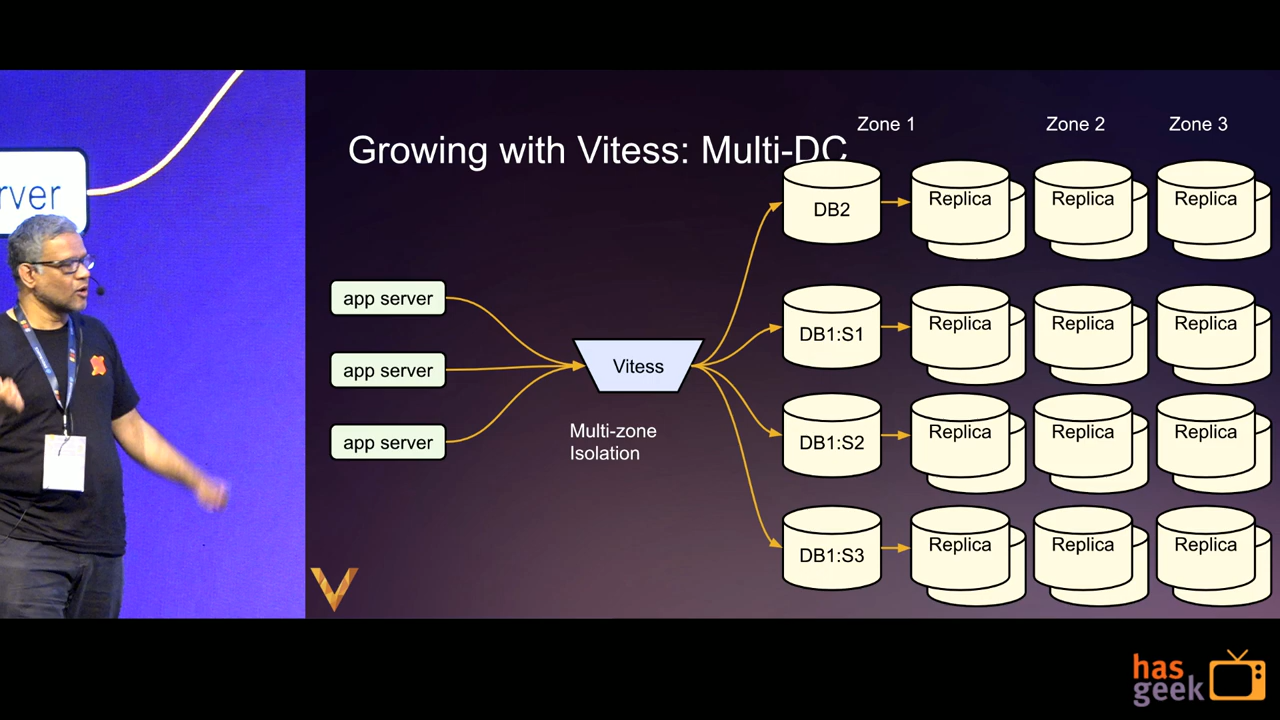 rver
Growing with Vitess: Multi-DC
Zone 1
Zone 2
Zone 3
app server
app server
app server
Vitess
Multi-zone
Isolation
DB2
Replica
Replica
Replica
DB1:S1
Replica
Replica
Replica
DB1:S2
Replica
Replica
Replica
DB1:S3
Replica
Replica
Replica
has
geek